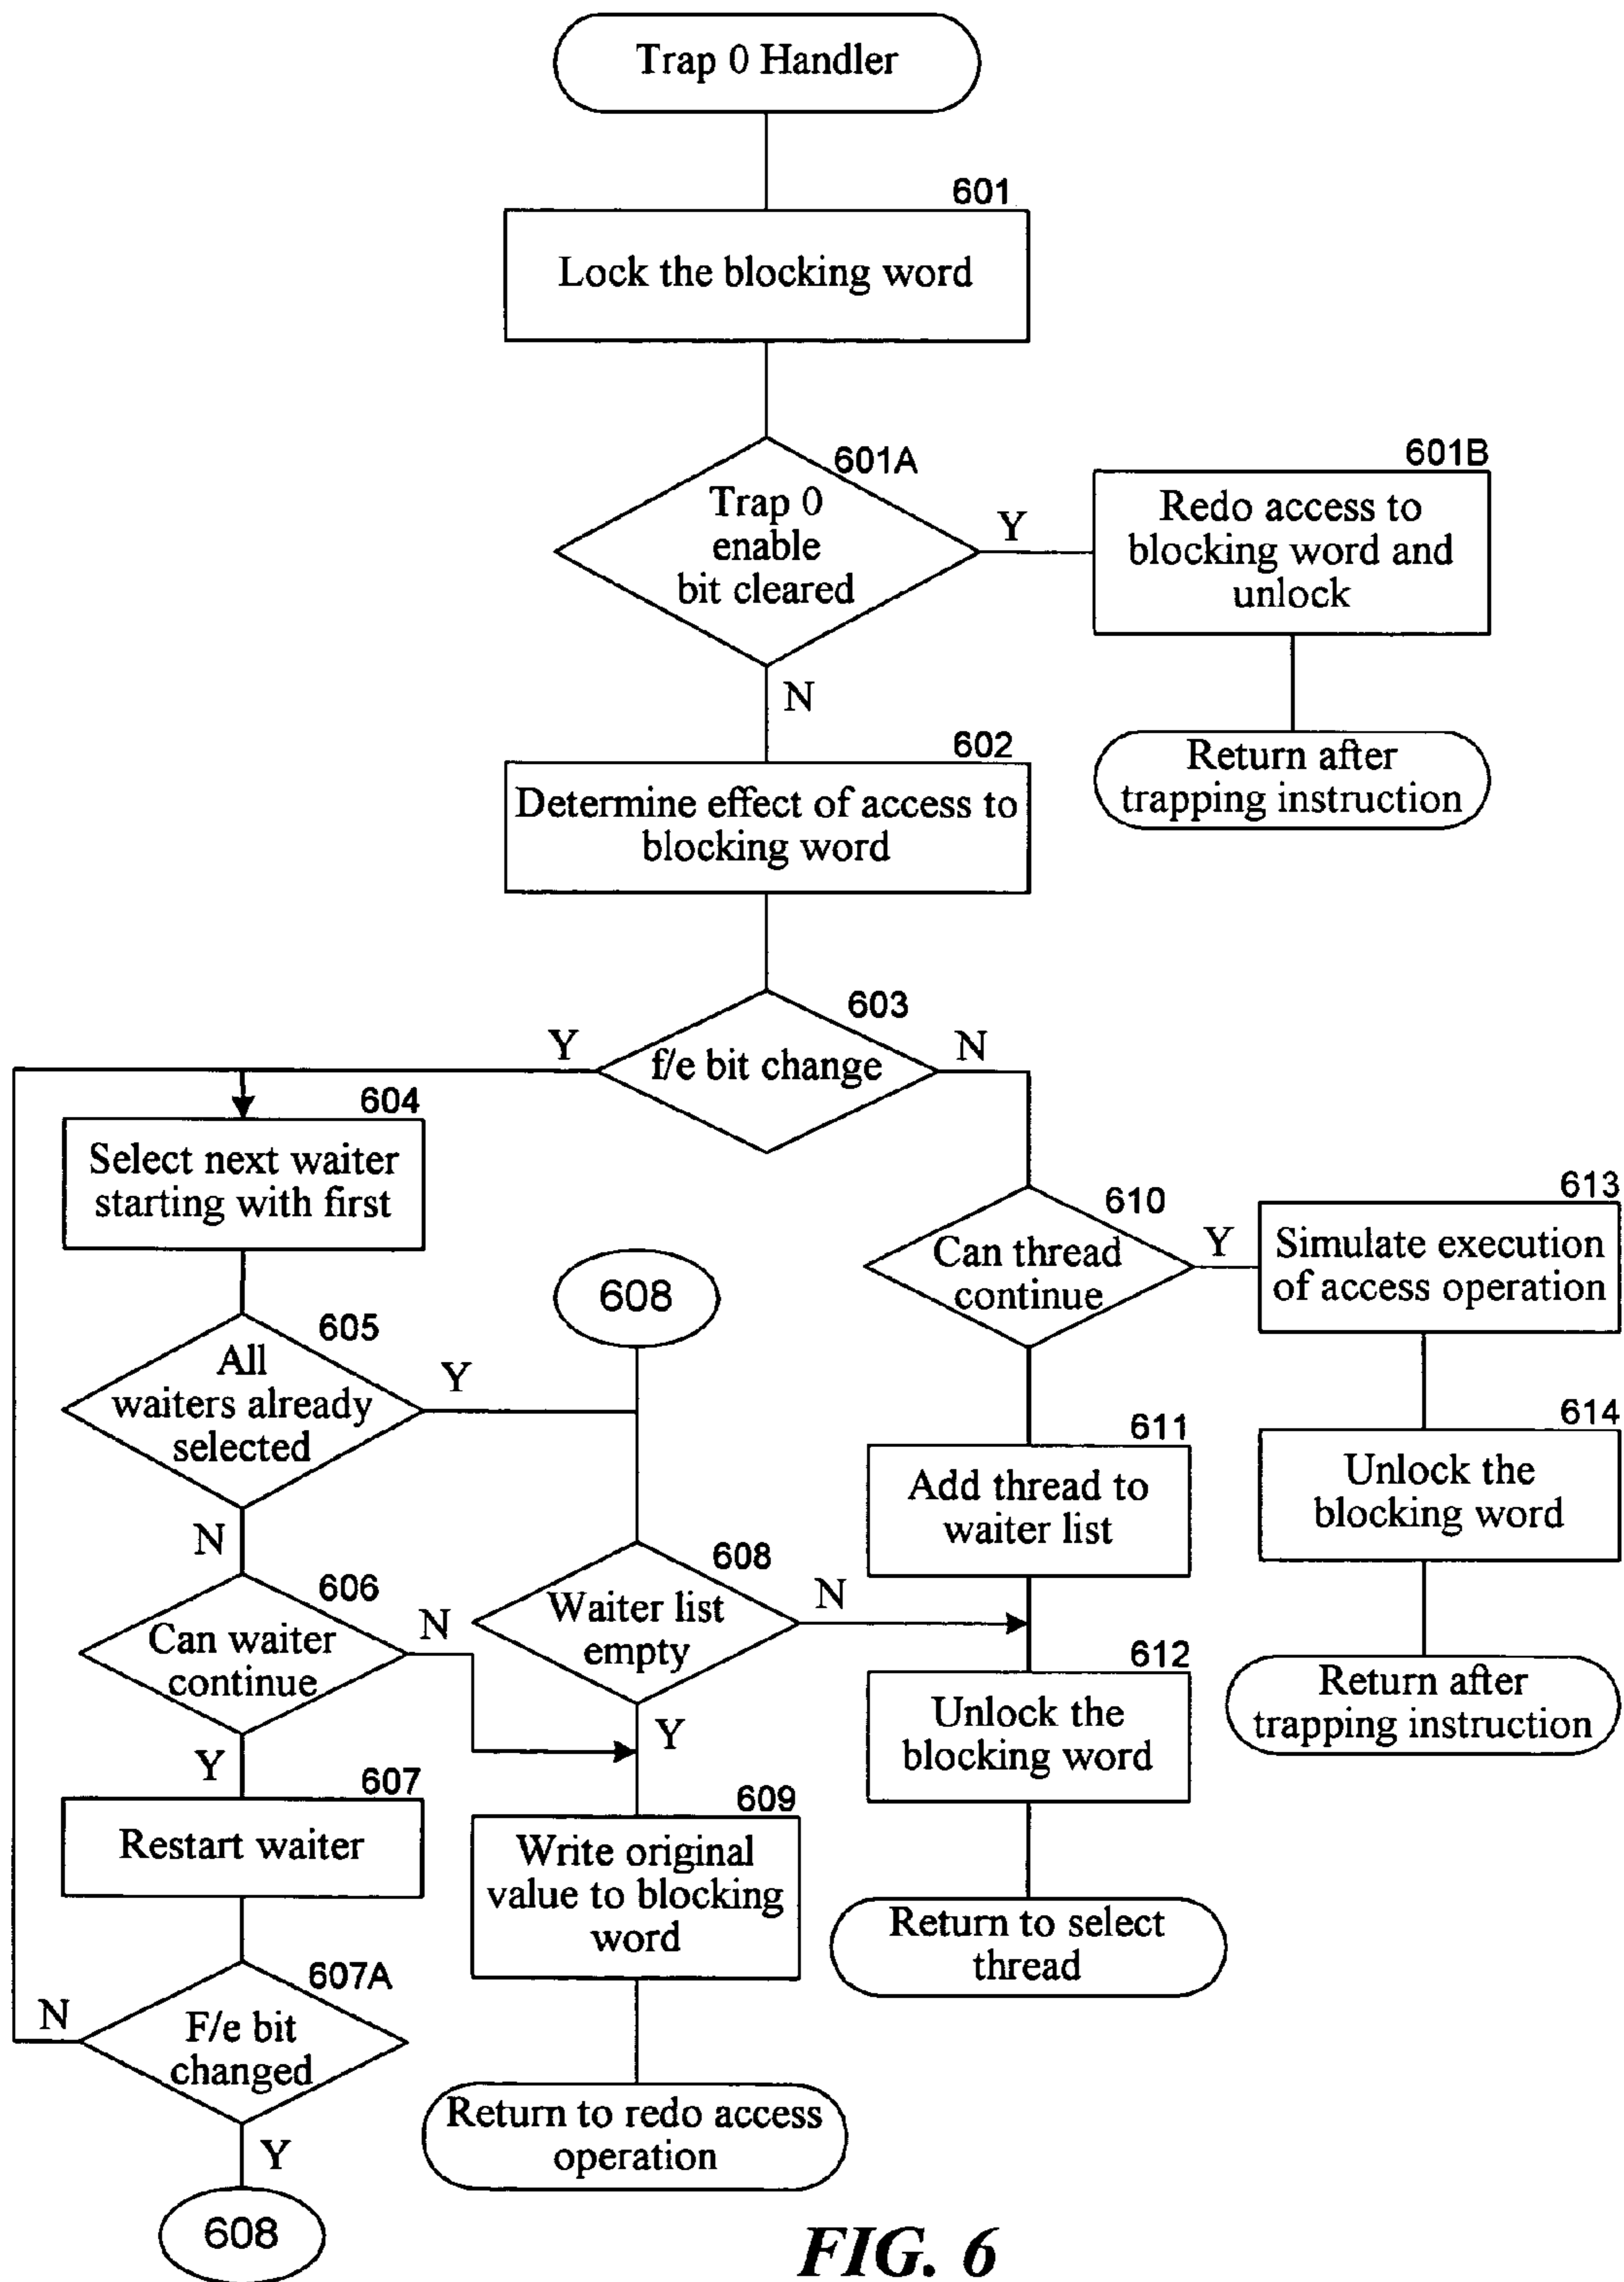 Trap 0 Handler
601
Lock the blocking word
601A
Trap 0
enable
bit cleared
Y
N
601B
Redo access to
blocking word and
unlock
Return after
trapping instruction
602
Determine effect of access to
blocking word
603
f/e bit change
Y
N
604
Select next waiter
starting with first
605
All
waiters already
selected
Y
N
606
Can waiter
continue
N
Y
607
Restart waiter
607A
F/e bit
changed
N
Y
608
608
608
Waiter list
empty
N
Y
609
Write original
value to blocking
word
Return to redo access
operation
610
Can thread
continue
Y
611
Add thread to
waiter list
612
Unlock the
blocking word
Return to select
thread
613
Simulate execution
of access operation
614
Unlock the
blocking word
Return after
trapping instruction
FIG. 6